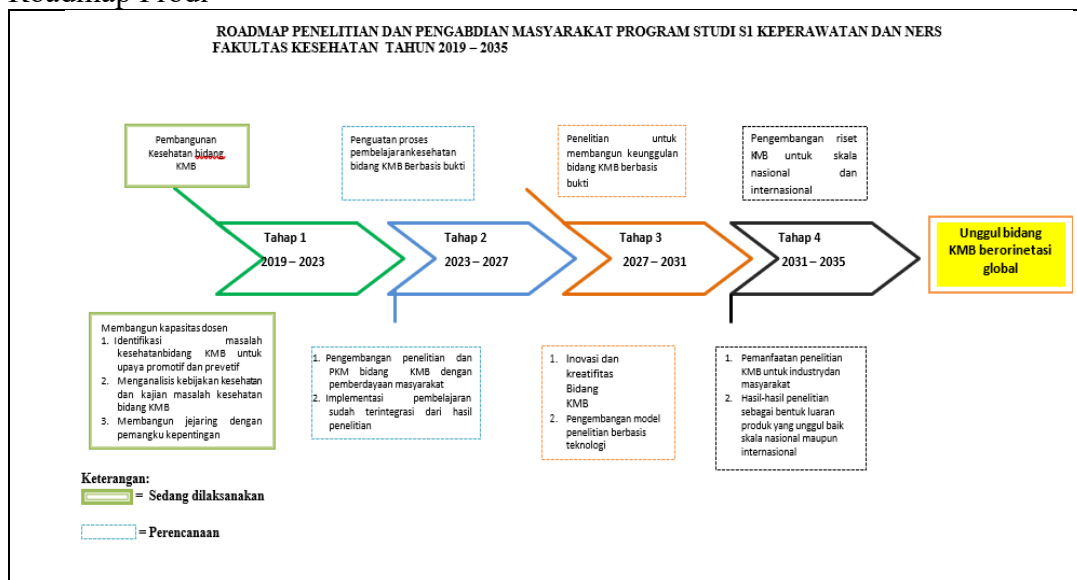 Roadmap Prodi
ROADMAP PENELITIAN DAN PENGABDIAN MASYARAKAT PROGRAM STUDI S1 KEPERAWATAN DAN NERS
FAKULTAS KESEHATAN TAHUN 2019 – 2035
Pembangunan
Kesehatan bidang
KMB
Penguatan proses
pembelajarankesehatan
bidang KMB Berbasis bukti
Penelitian untuk
membangun keunggulan
bidang KMB berbasis
bukti
Pengembangan riset
KMB untuk skala
nasional dan
internasional
Tahap 1
2019 – 2023
Tahap 2
2023 – 2027
Tahap 3
2027 – 2031
Tahap 4
2031 – 2035
Unggul bidang
KMB berorinetasi
global
Membangun kapasitas dosen
1. Identifikasi masalah
kesehatanbidang KMB untuk
upaya promotif dan prevetif
2. Menganalisis kebijakan kesehatan
dan kajian masalah kesehatan
bidang KMB
3. Membangun jejaring dengan
pemangku kepentingan
1. Pengembangan penelitian dan
PKM bidang KMB dengan
pemberdayaan masyarakat
2. Implementasi pembelajaran
sudah terintegrasi dari hasil
penelitian
1. Inovasi dan
kreatifitas
Bidang
KMB
2. Pengembangan model
penelitian berbasis
teknologi
1. Pemanfaatan penelitian
KMB untuk industrydan
masyarakat
2. Hasil-hasil penelitian
sebagai bentuk luaran
produk yang unggul baik
skala nasional maupun
internasional
Keterangan:
= Sedang dilaksanakan
= Perencanaan